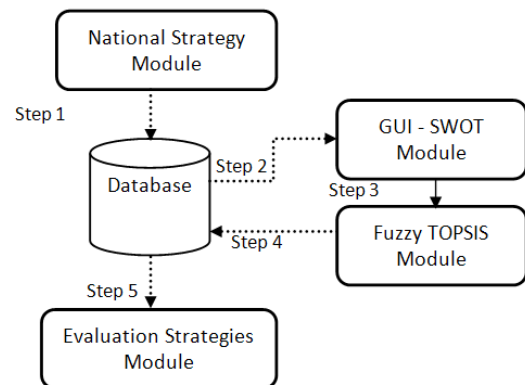 National Strategy
Module
Step 1
GUI - SWOT
Module
Step 2
Database
Step 3
Fuzzy TOPSIS
Module
Step 4
Step 5
Evaluation Strategies
Module